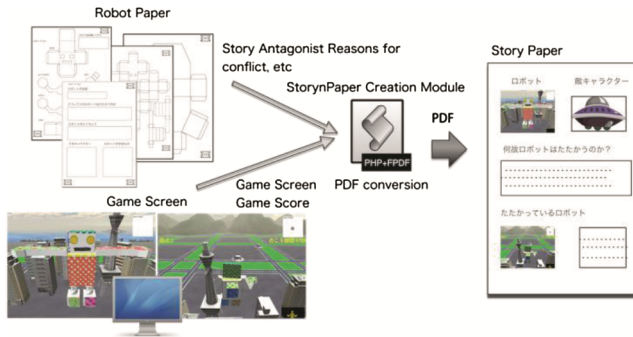 Robot Paper
Story Antagonist Reasons for
conflict, etc
StorynPaper Creation Module
PHP+FPDF
PDF conversion
PDF
Game Screen
Game Score
Game Screen
Story Paper
ロボット
敵キャラクター
何故ロボットはたたかうのか？
たたかっているロボット